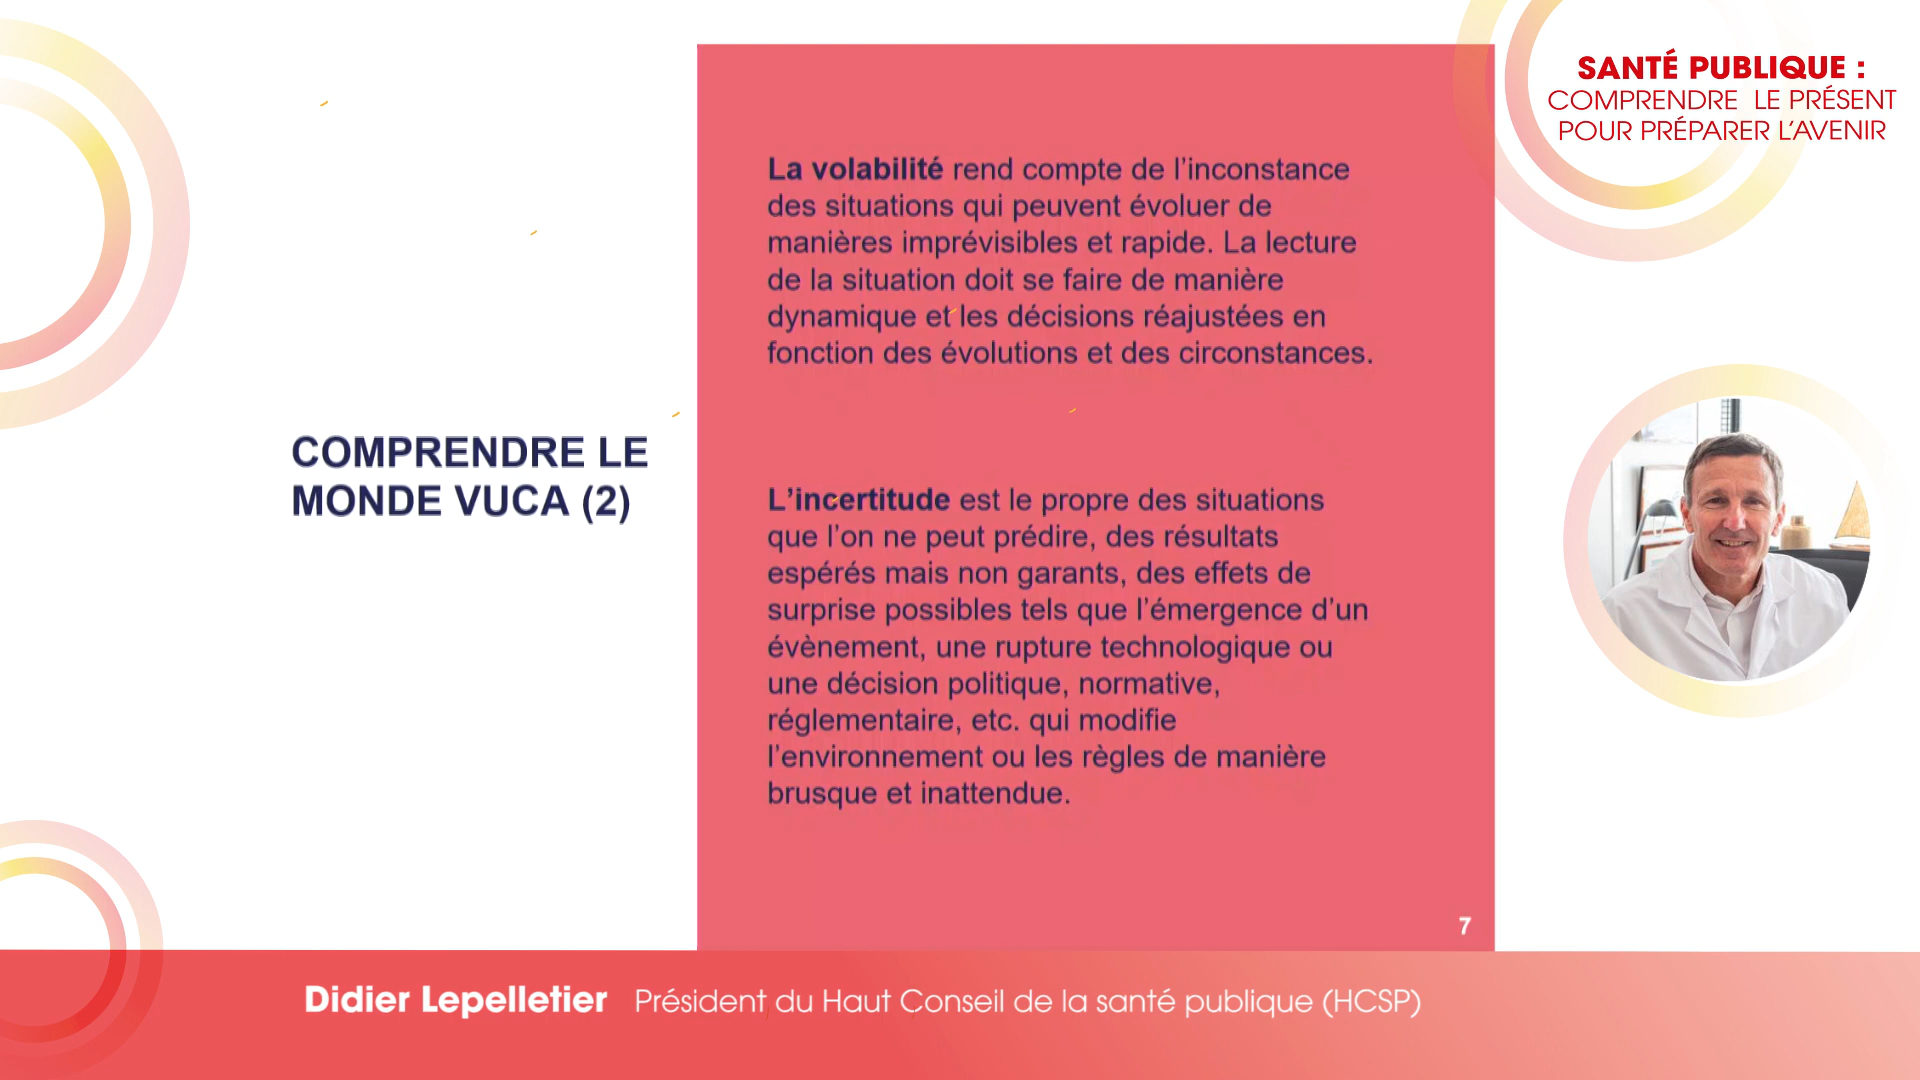 SANTÉ PUBLIQUE :
COMPRENDRE LE PRÉSENT
POUR PRÉPARER L'AVENIR
COMPRENDRE LE
MONDE VUCA (2)
La volabilité rend compte de l’inconstance
des situations qui peuvent évoluer de
manières imprévisibles et rapide. La lecture
de la situation doit se faire de manière
dynamique et les décisions réajustées en
fonction des évolutions et des circonstances.
L’incertitude est le propre des situations
que l’on ne peut prédire, des résultats
espérés mais non garants, des effets de
surprise possibles tels que l’émergence d’un
évènement, une rupture technologique ou
une décision politique, normative,
réglementaire, etc. qui modifie
l’environnement ou les règles de manière
brusque et inattendue.
7
Didier Lepelletier Président du Haut Conseil de la santé publique (HCSP)